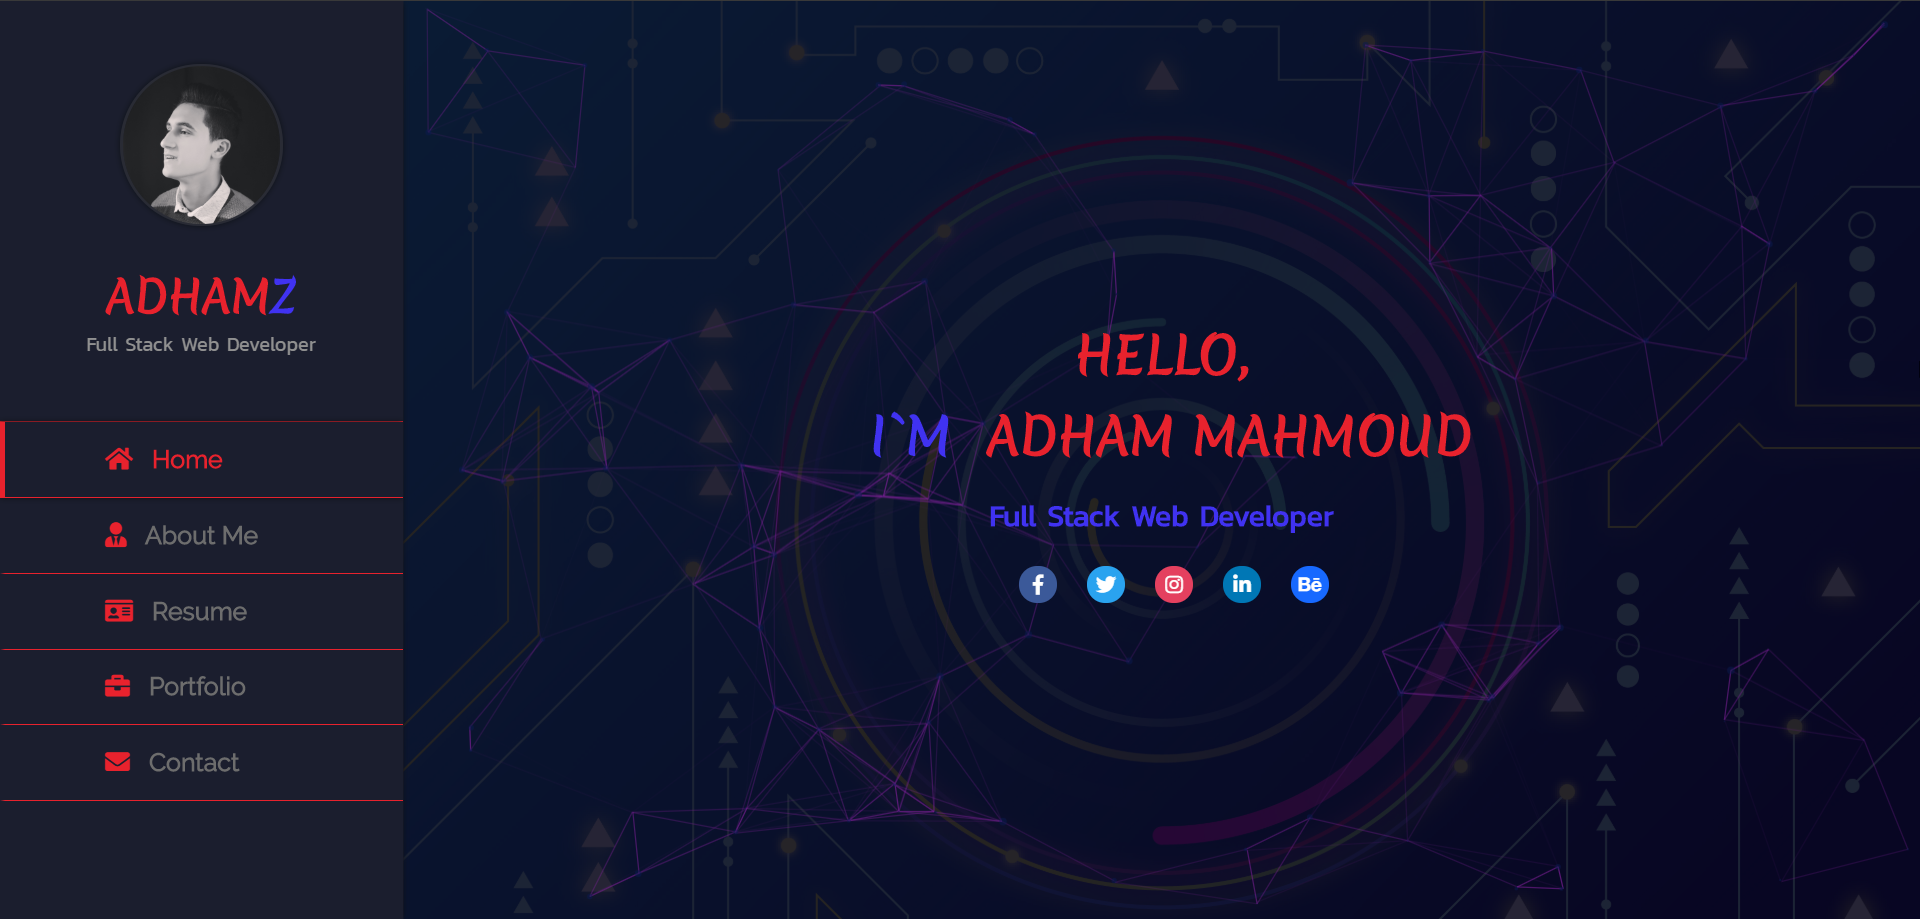 ADHAMZ
Full Stack Web Developer
Home
About Me
Resume
Portfolio
Contact
HELLO,
I`M ADHAM MAHMOUD
Full Stack Web Developer
f
in
Bē